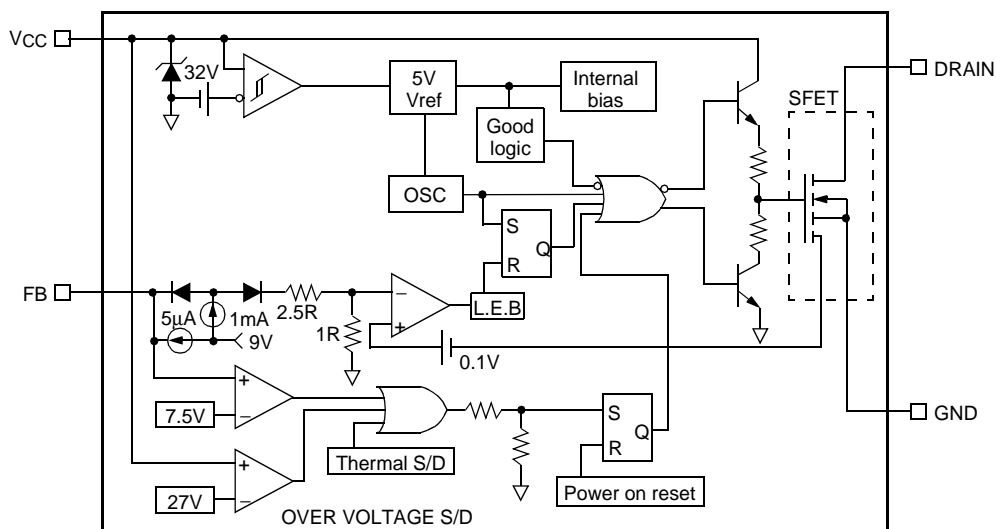 VCC
DRAIN
32V
5V
Vref
Internal
bias
SFET
Good
logic
OSC
S
Q
R
FB
5µA
1mA
2.5R
−
L.E.B
9V
1R
+
0.1V
+
7.5V
−
S
Q
R
GND
Thermal S/D
+
27V
−
Power on reset
OVER VOLTAGE S/D